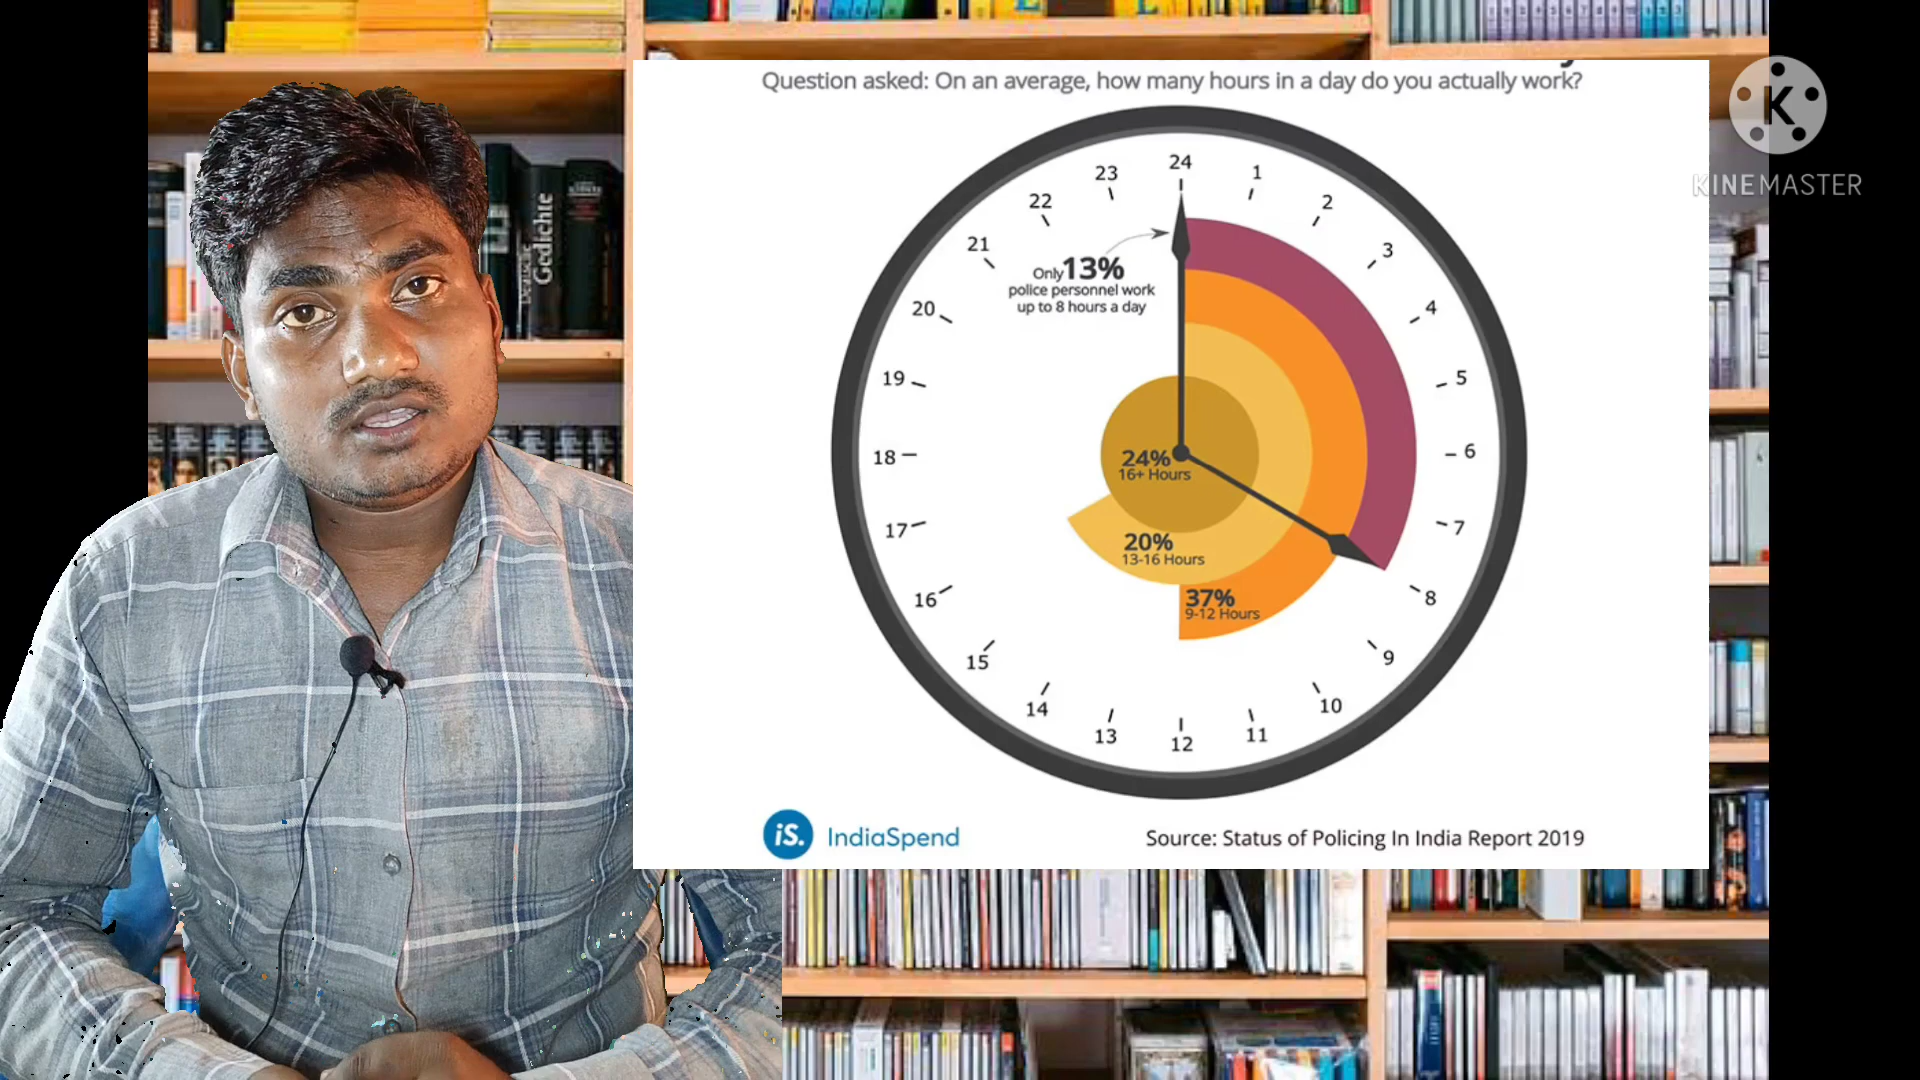 Question asked: On an average, how many hours in a day do you actually work?
24
1
2
3
4
5
6
7
8
9
10
11
12
13
14
15
16
17
18
19
20
21
22
23
Only 13%
police personnel work
up to 8 hours a day
24%
16+ Hours
20%
13-16 Hours
37%
9-12 Hours
iS. IndiaSpend
Source: Status of Policing In India Report 2019
K
KINEMASTER
Deutsche
Gedichte